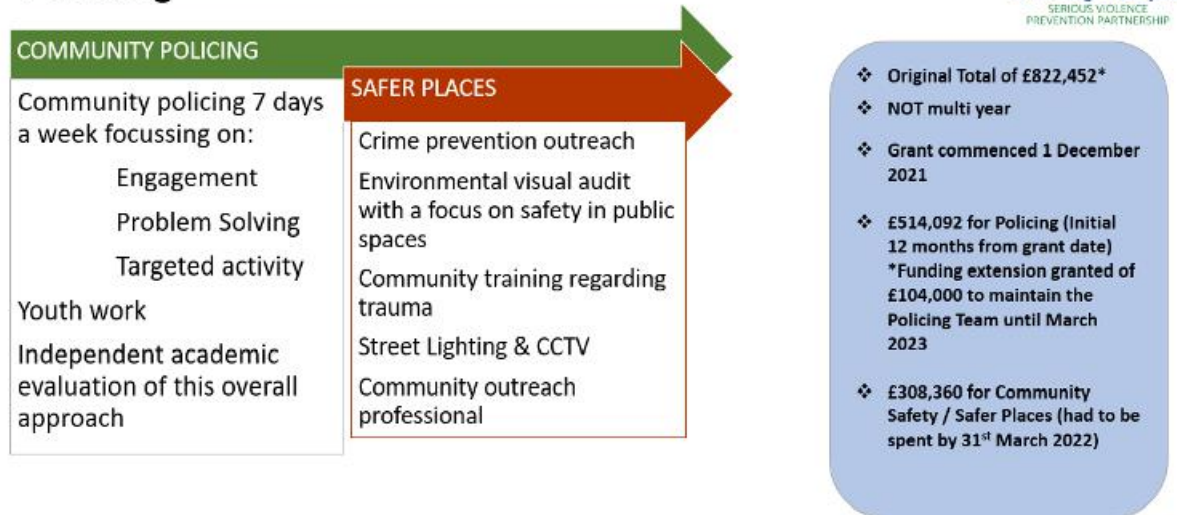 SERIOUS VIOLENCE
PREVENTION PARTNERSHIP
COMMUNITY POLICING
Community policing 7 days
a week focussing on:
Engagement
Problem Solving
Targeted activity
Youth work
Independent academic
evaluation of this overall
approach
SAFER PLACES
Crime prevention outreach
Environmental visual audit
with a focus on safety in public
spaces
Community training regarding
trauma
Street Lighting & CCTV
Community outreach
professional
❖ Original Total of £822,452*
❖ NOT multi year
❖ Grant commenced 1 December
2021
❖ £514,092 for Policing (Initial
12 months from grant date)
*Funding extension granted of
£104,000 to maintain the
Policing Team until March
2023
❖ £308,360 for Community
Safety / Safer Places (had to be
spent by 31st March 2022)